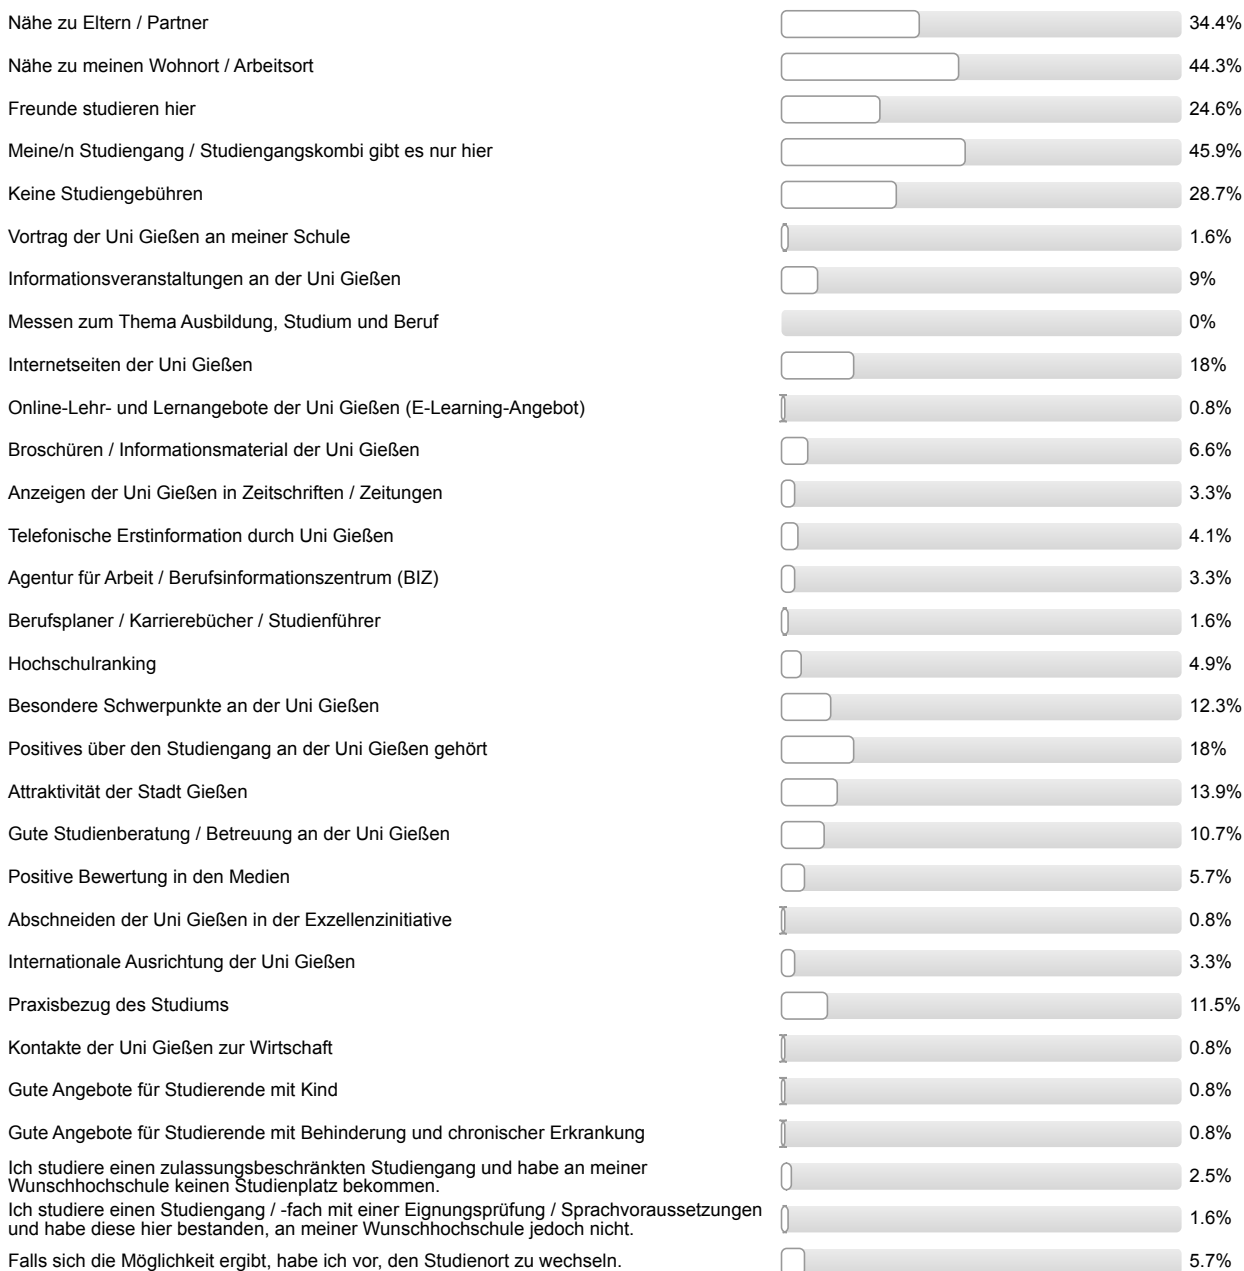 Nähe zu Eltern / Partner 34.4%
Nähe zu meinen Wohnort / Arbeitsort 44.3%
Freunde studieren hier 24.6%
Meine/n Studiengang / Studiengangskombi gibt es nur hier 45.9%
Keine Studiengebühren 28.7%
Vortrag der Uni Gießen an meiner Schule 1.6%
Informationsveranstaltungen an der Uni Gießen 9%
Messen zum Thema Ausbildung, Studium und Beruf 0%
Internetseiten der Uni Gießen 18%
Online-Lehr- und Lernangebote der Uni Gießen (E-Learning-Angebot) 0.8%
Broschüren / Informationsmaterial der Uni Gießen 6.6%
Anzeigen der Uni Gießen in Zeitschriften / Zeitungen 3.3%
Telefonische Erstinformation durch Uni Gießen 4.1%
Agentur für Arbeit / Berufsinformationszentrum (BIZ) 3.3%
Berufsplaner / Karrierebücher / Studienführer 1.6%
Hochschulranking 4.9%
Besondere Schwerpunkte an der Uni Gießen 12.3%
Positives über den Studiengang an der Uni Gießen gehört 18%
Attraktivität der Stadt Gießen 13.9%
Gute Studienberatung / Betreuung an der Uni Gießen 10.7%
Positive Bewertung in den Medien 5.7%
Abschneiden der Uni Gießen in der Exzellenzinitiative 0.8%
Internationale Ausrichtung der Uni Gießen 3.3%
Praxisbezug des Studiums 11.5%
Kontakte der Uni Gießen zur Wirtschaft 0.8%
Gute Angebote für Studierende mit Kind 0.8%
Gute Angebote für Studierende mit Behinderung und chronischer Erkrankung 0.8%
Ich studiere einen zulassungsbeschränkten Studiengang und habe an meiner
Wunschhochschule keinen Studienplatz bekommen. 2.5%
Ich studiere einen Studiengang / -fach mit einer Eignungsprüfung / Sprachvoraussetzungen
und habe diese hier bestanden, an meiner Wunschhochschule jedoch nicht. 1.6%
Falls sich die Möglichkeit ergibt, habe ich vor, den Studienort zu wechseln. 5.7%